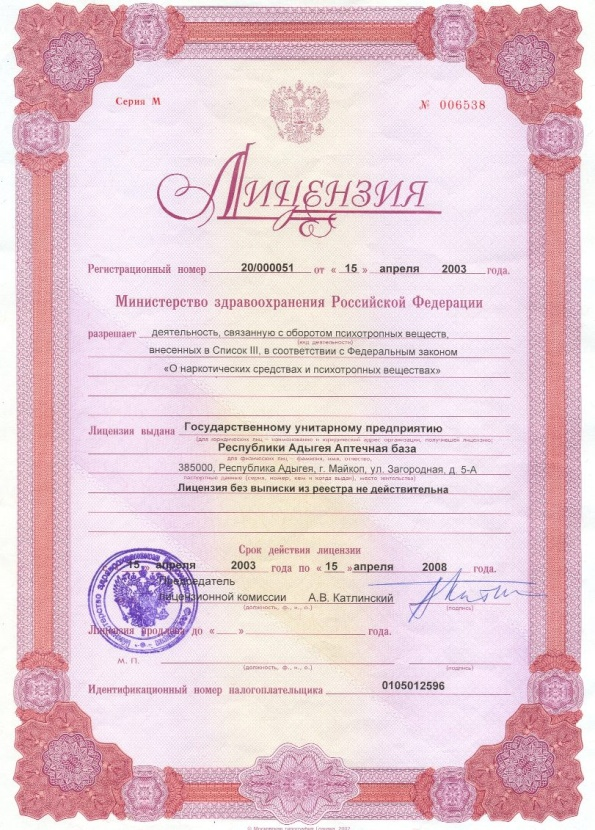 Серия М
№ 006538
Лицензия
Регистрационный номер 20/000051 от « 15 » апреля 2003 года.
Министерство здравоохранения Российской Федерации
разрешает деятельность, связанную с оборотом психотропных веществ,
(вид деятельности)
внесенных в Список III, в соответствии с Федеральным законом
«О наркотических средствах и психотропных веществах»
Лицензия выдана Государственному унитарному предприятию
(для юридических лиц – наименование и юридический адрес организации, получившей лицензию;
Республики Адыгея Аптечная база
для физических лиц – фамилия, имя, отчество,
385000, Республика Адыгея, г. Майкоп, ул. Загородная, д. 5-А
паспортные данные (серия, номер, кем и когда выдан), место жительства)
Лицензия без выписки из реестра не действительна
Срок действия лицензии
15 апреля 2003 года по « 15 » апреля 2008 года.
Председатель
лицензионной комиссии А.В. Катлинский
(должность, ф., и., о.) (подпись)
Лицензия продлена до « » года.
М. П.
(должность, ф., и., о.) (подпись)
Идентификационный номер налогоплательщика 0105012596